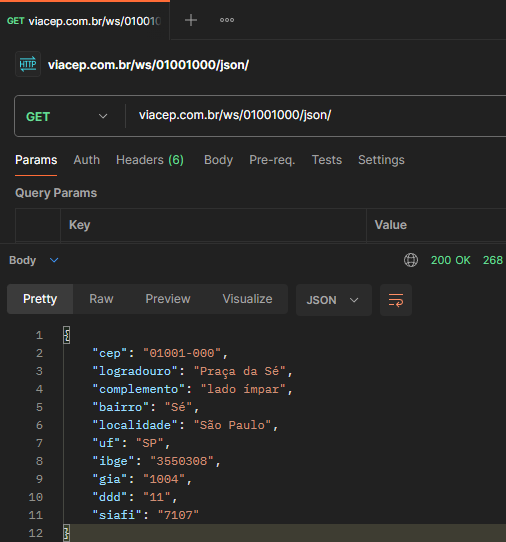 GET viacep.com.br/ws/01001
HTTP viacep.com.br/ws/01001000/json/
GET viacep.com.br/ws/01001000/json/
Params Auth Headers (6) Body Pre-req. Tests Settings
Query Params
Key Value
Body 200 OK 268
Pretty Raw Preview Visualize JSON
1 {
2 "cep": "01001-000",
3 "logradouro": "Praça da Sé",
4 "complemento": "lado ímpar",
5 "bairro": "Sé",
6 "localidade": "São Paulo",
7 "uf": "SP",
8 "ibge": "3550308",
9 "gia": "1004",
10 "ddd": "11",
11 "siafi": "7107"
12 }